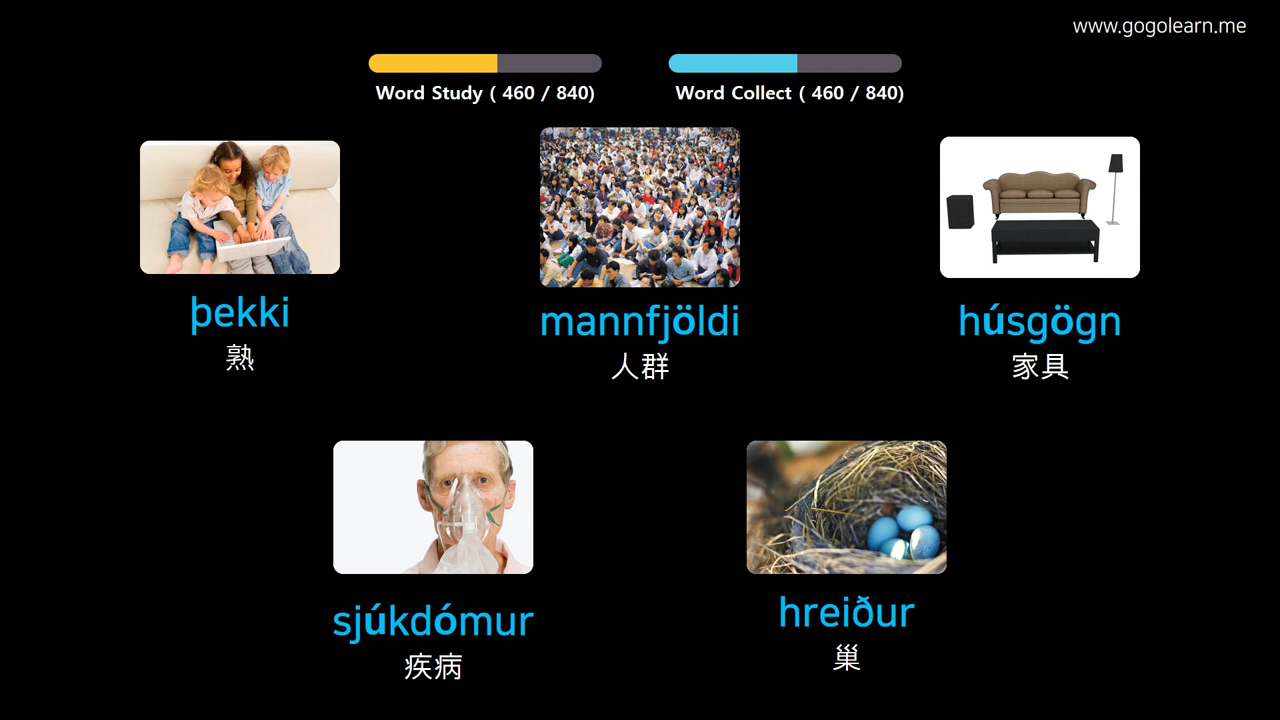 www.gogolearn.me
Word Study ( 460 / 840)
Word Collect ( 460 / 840)
þekki
熟
mannfjöldi
人群
húsgögn
家具
sjúkdómur
疾病
hreiður
巢